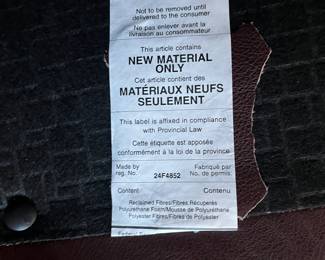 Not to be removed until
delivered to the consumer
Ne pas enlever avant la
livraison au consommateur
This article contains
NEW MATERIAL
ONLY
Cet article contient des
MATÉRIAUX NEUFS
SEULEMENT
This label is affixed in compliance
with Provincial Law
Cette étiquette est apposée
conformément à la loi de la province
Made by Fabriqué par
reg. No. 24F4852 No. de permis
Content Contenu
Reclaimed Fibres/Fibres Récupérés
Polyurethane Foam/Mousse de Polyuréthane
Polyester Fibres/Fibres de Polyester